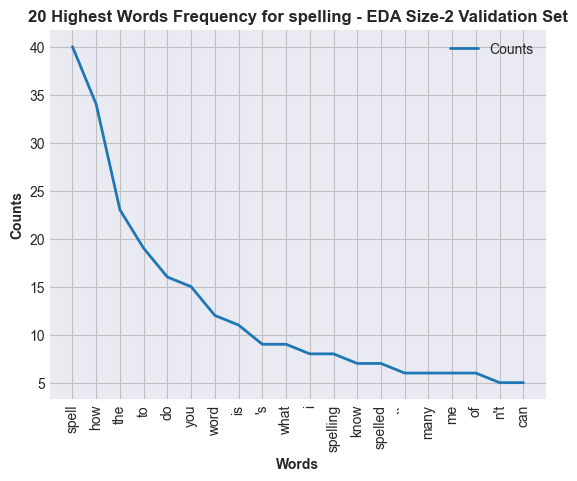 20 Highest Words Frequency for spelling - EDA Size-2 Validation Set
Counts
40
35
30
25
20
15
10
5
Counts
spell
how
the
to
do
you
word
is
's
what
i
spelling
know
spelled
``
many
me
of
n't
can
Words